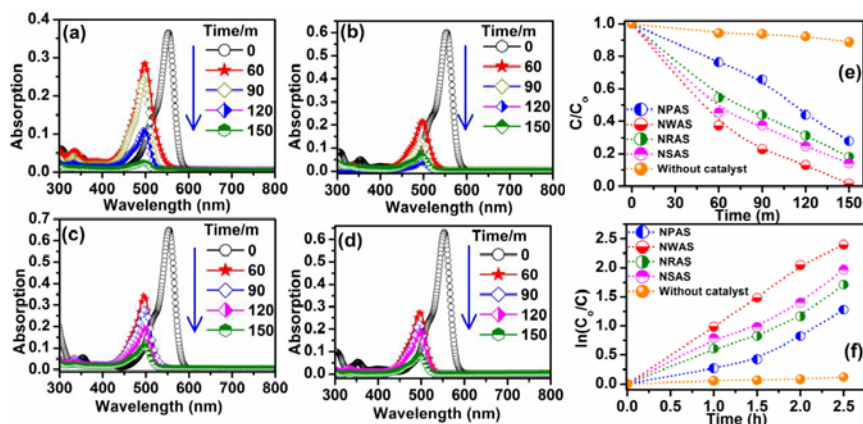 (a)
Time/m
0
60
90
120
150
0.4
0.3
0.2
0.1
0.0
300 400 500 600 700 800
Wavelength (nm)
Absorption
(b)
Time/m
0
60
90
120
150
0.6
0.5
0.4
0.3
0.2
0.1
0.0
300 400 500 600 700 800
Wavelength (nm)
Absorption
(e)
NPAS
NWAS
NRAS
NSAS
Without catalyst
1.0
0.8
0.6
0.4
0.2
0.0
0 30 60 90 120 150
Time (m)
C/Co
(c)
Time/m
0
60
90
120
150
0.7
0.6
0.5
0.4
0.3
0.2
0.1
0.0
300 400 500 600 700 800
Wavelength (nm)
Absorption
(d)
Time/m
0
60
90
120
150
0.6
0.5
0.4
0.3
0.2
0.1
0.0
300 400 500 600 700 800
Wavelength (nm)
Absorption
NPAS
NWAS
NRAS
NSAS
Without catalyst
(f)
2.5
2.0
1.5
1.0
0.5
0.0
0.0 0.5 1.0 1.5 2.0 2.5
Time (h)
ln(Co/C)